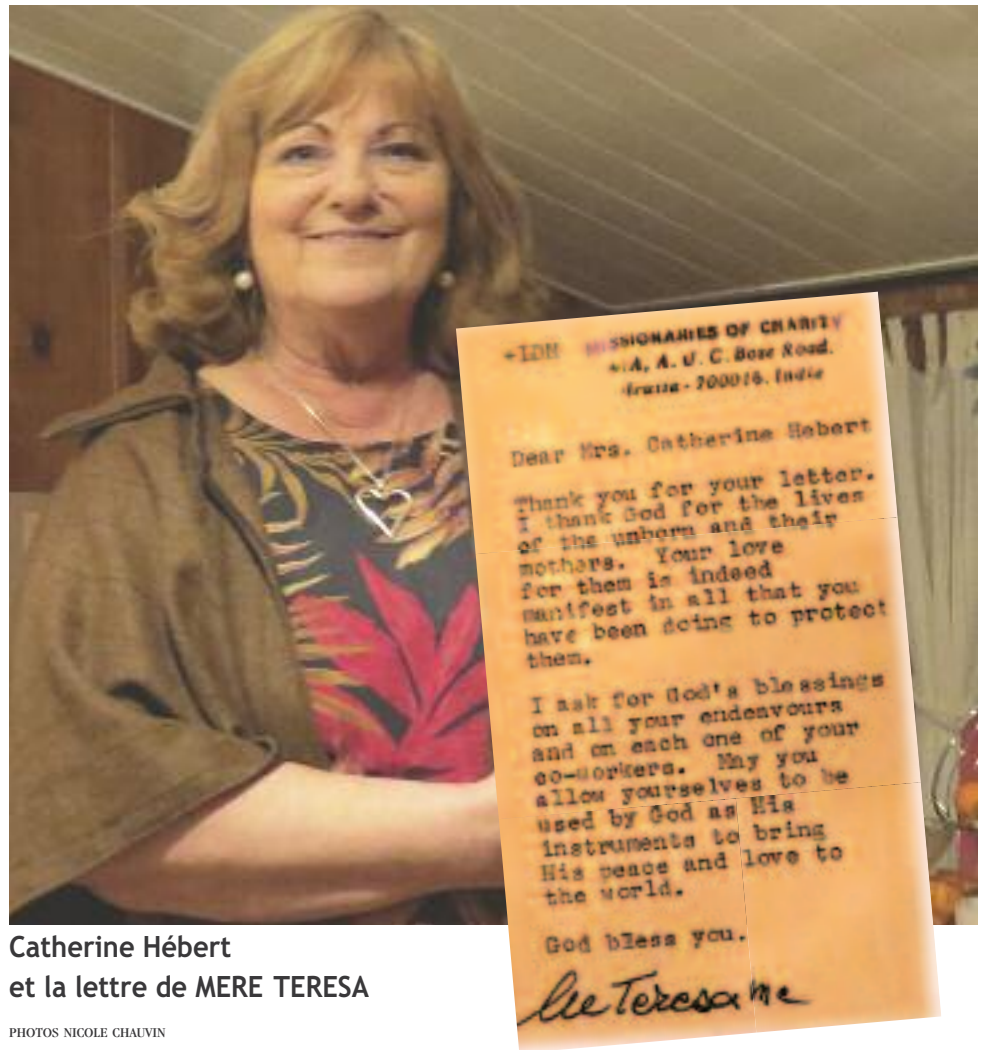 +LDM
MISSIONARIES OF CHARITY
A, A. J. C. Bose Road.
700016. India
Dear Mrs. Catherine Hebert
Thank you for your letter.
I thank God for the lives
of the unborn and their
mothers. Your love
for them is indeed
manifest in all that you
have been doing to protect
them.
I ask for God's blessings
on all your endeavours
and on each one of your
co-workers. May you
allow yourselves to be
used by God as His
instruments to bring
His peace and love to
the world.
God bless you.
Teresa mc
Catherine Hébert
et la lettre de MERE TERESA
PHOTOS NICOLE CHAUVIN